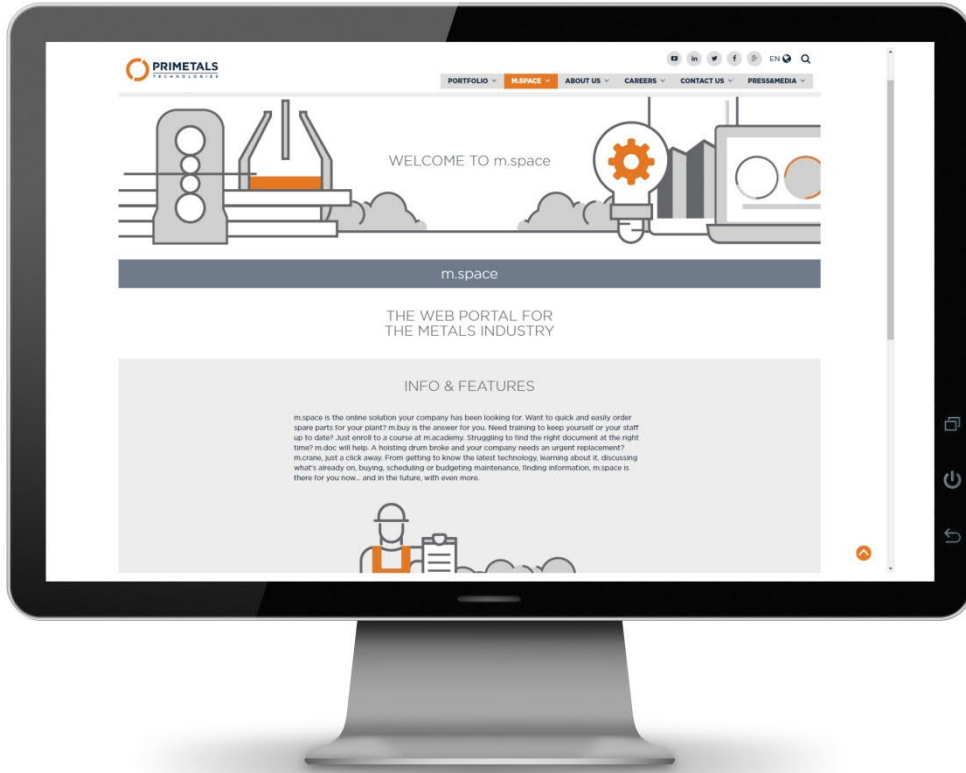 PRIMETALS
TECHNOLOGIES
EN
PORTFOLIO M.SPACE ABOUT US CAREERS CONTACT US PRESS&MEDIA
WELCOME TO m.space
m.space
THE WEB PORTAL FOR
THE METALS INDUSTRY
INFO & FEATURES
m.space is the online solution your company has been looking for. Want to quick and easily order
spare parts for your plant? m.buy is the answer for you. Need training to keep yourself or your staff
up to date? Just enroll to a course at m.academy. Struggling to find the right document at the right
time? m.doc will help. A hoisting drum broke and your company needs an urgent replacement?
m.crane, just a click away. From getting to know the latest technology, learning about it, discussing
what's already on, buying, scheduling or budgeting maintenance, finding information, m.space is
there for you now... and in the future, with even more.